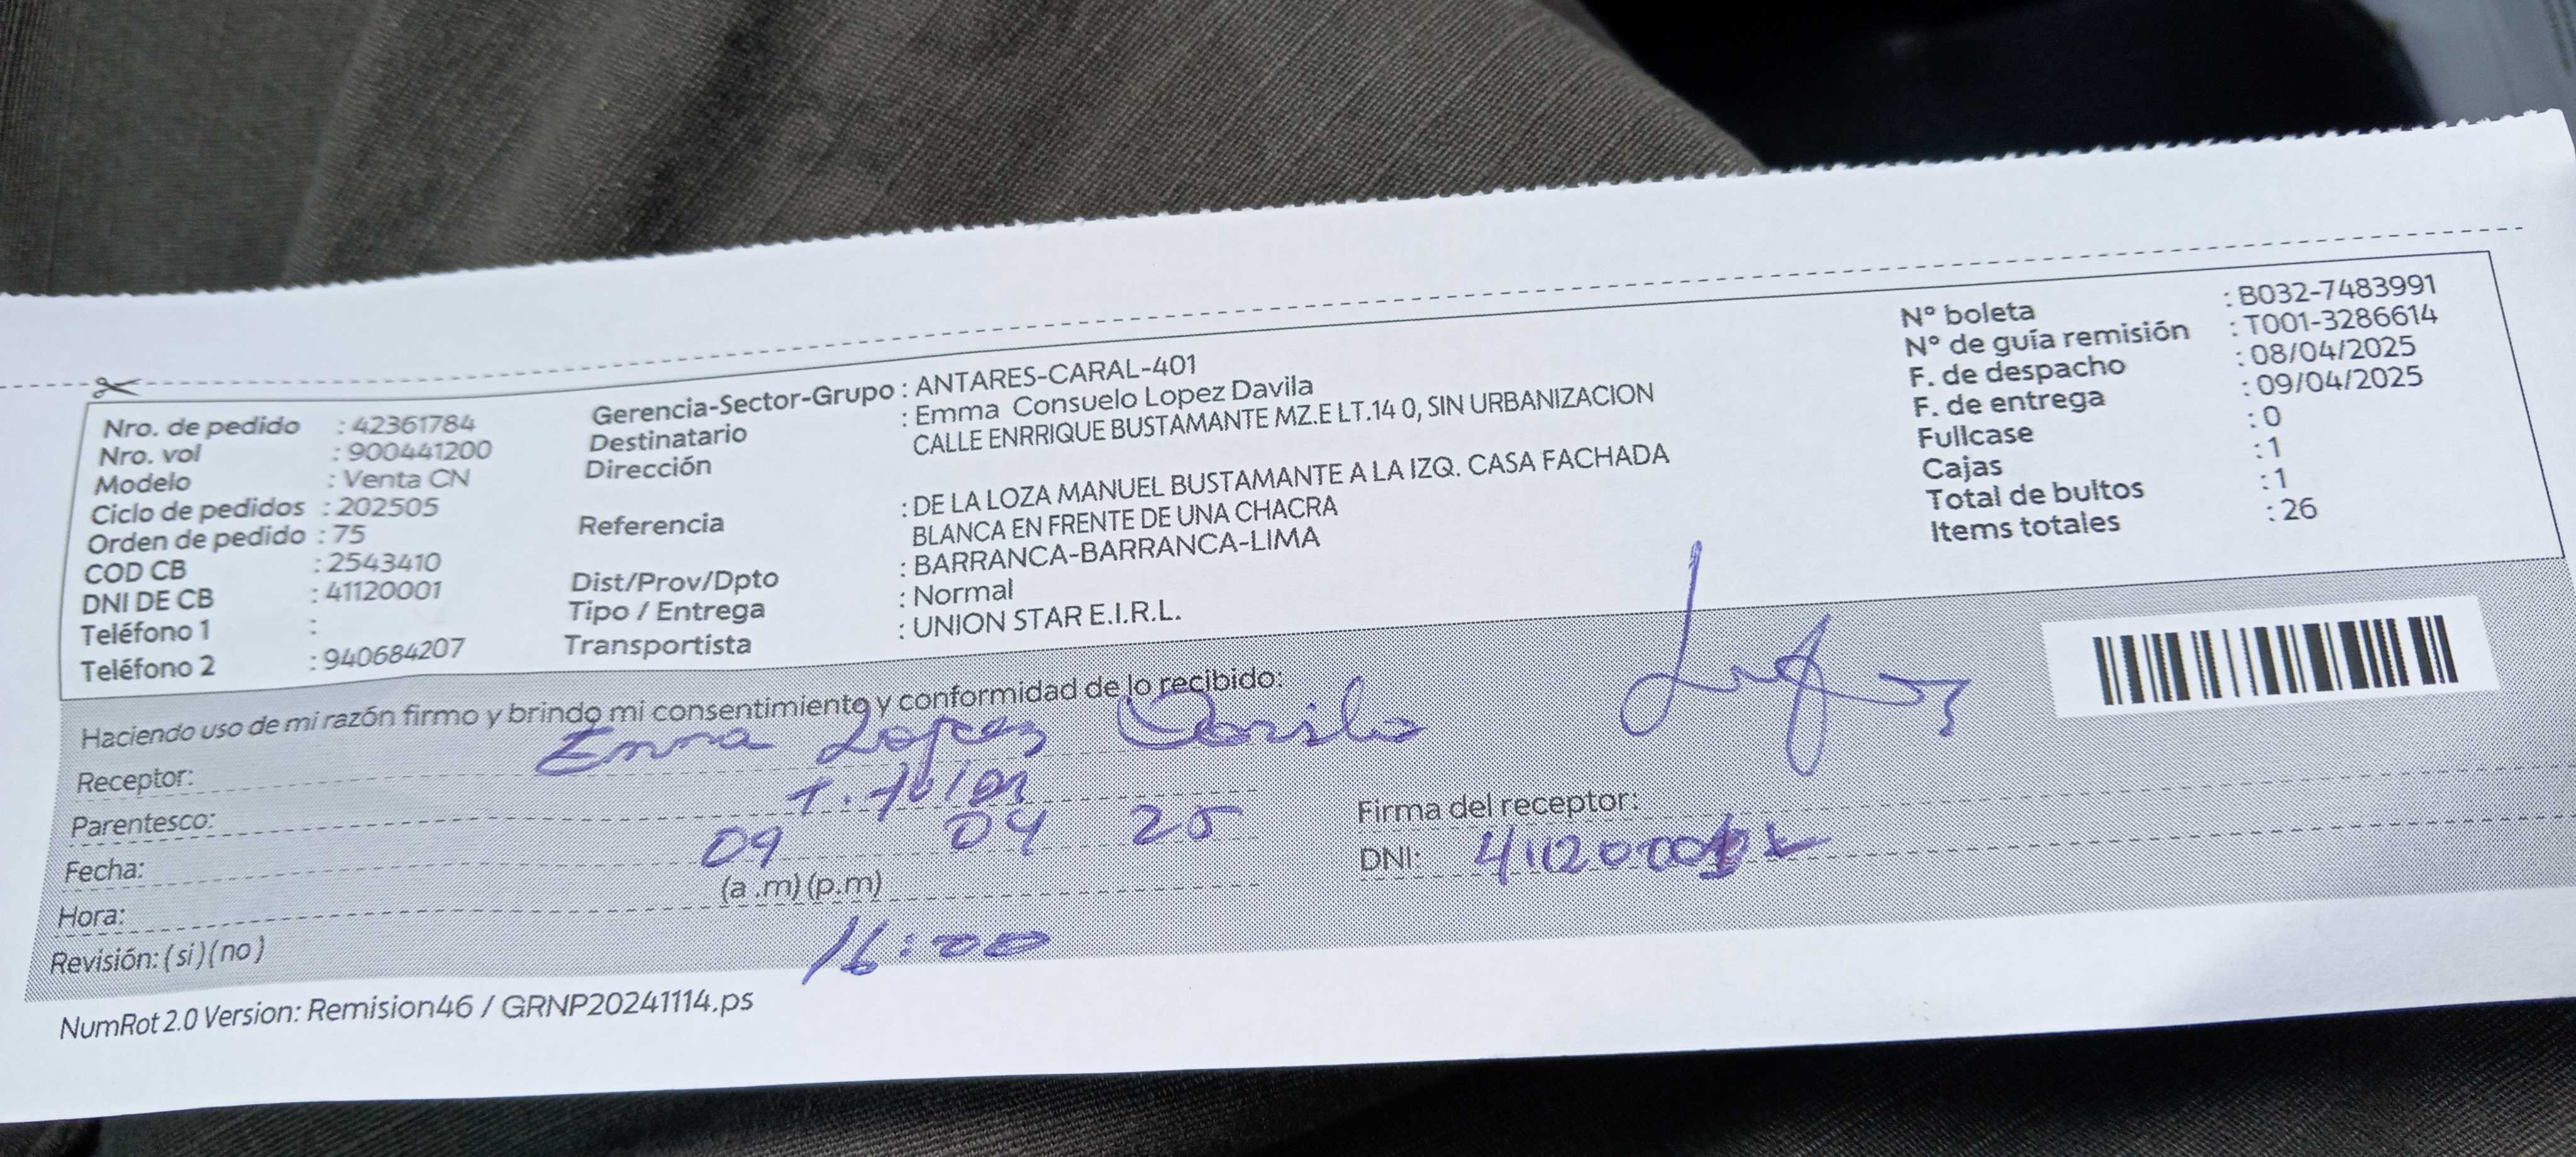 Nro. de pedido : 42361784
Nro. vol : 900441200
Modelo : Venta CN
Ciclo de pedidos : 202505
Orden de pedido : 75
COD CB : 2543410
DNI DE CB : 41120001
Teléfono 1 :
Teléfono 2 : 940684207
Gerencia-Sector-Grupo : ANTARES-CARAL-401
Destinatario : Emma Consuelo Lopez Davila
Dirección CALLE ENRRIQUE BUSTAMANTE MZ.E LT.14 0, SIN URBANIZACION
Referencia : DE LA LOZA MANUEL BUSTAMANTE A LA IZQ. CASA FACHADA
BLANCA EN FRENTE DE UNA CHACRA
Dist/Prov/Dpto : BARRANCA-BARRANCA-LIMA
Tipo / Entrega : Normal
Transportista : UNION STAR E.I.R.L.
N° boleta : B032-7483991
N° de guía remisión : T001-3286614
F. de despacho : 08/04/2025
F. de entrega : 09/04/2025
Fullcase : 0
Cajas : 1
Total de bultos : 1
Items totales : 26
Haciendo uso de mi razón firmo y brindo mi consentimiento y conformidad de lo recibido:
Receptor: Emma Lopez
Parentesco: Titular
Fecha: 09 04 25
Hora: (a .m) (p.m)
16:00
Revisión: ( si ) ( no )
Firma del receptor:
DNI: 41120001
NumRot 2.0 Version: Remision46 / GRNP20241114.ps